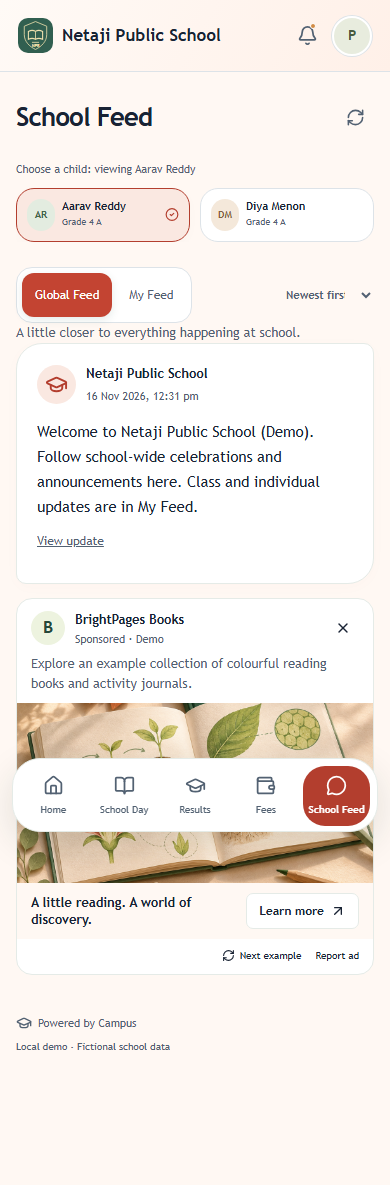 Netaji Public School
P
School Feed
Choose a child: viewing Aarav Reddy
AR
Aarav Reddy
Grade 4 A
DM
Diya Menon
Grade 4 A
Global Feed
My Feed
Newest first
A little closer to everything happening at school.
Netaji Public School
16 Nov 2026, 12:31 pm
Welcome to Netaji Public School (Demo).
Follow school-wide celebrations and
announcements here. Class and individual
updates are in My Feed.
View update
B
BrightPages Books
Sponsored · Demo
Explore an example collection of colourful reading
books and activity journals.
Home
School Day
Results
Fees
School Feed
A little reading. A world of
discovery.
Learn more
Next example
Report ad
Powered by Campus
Local demo · Fictional school data